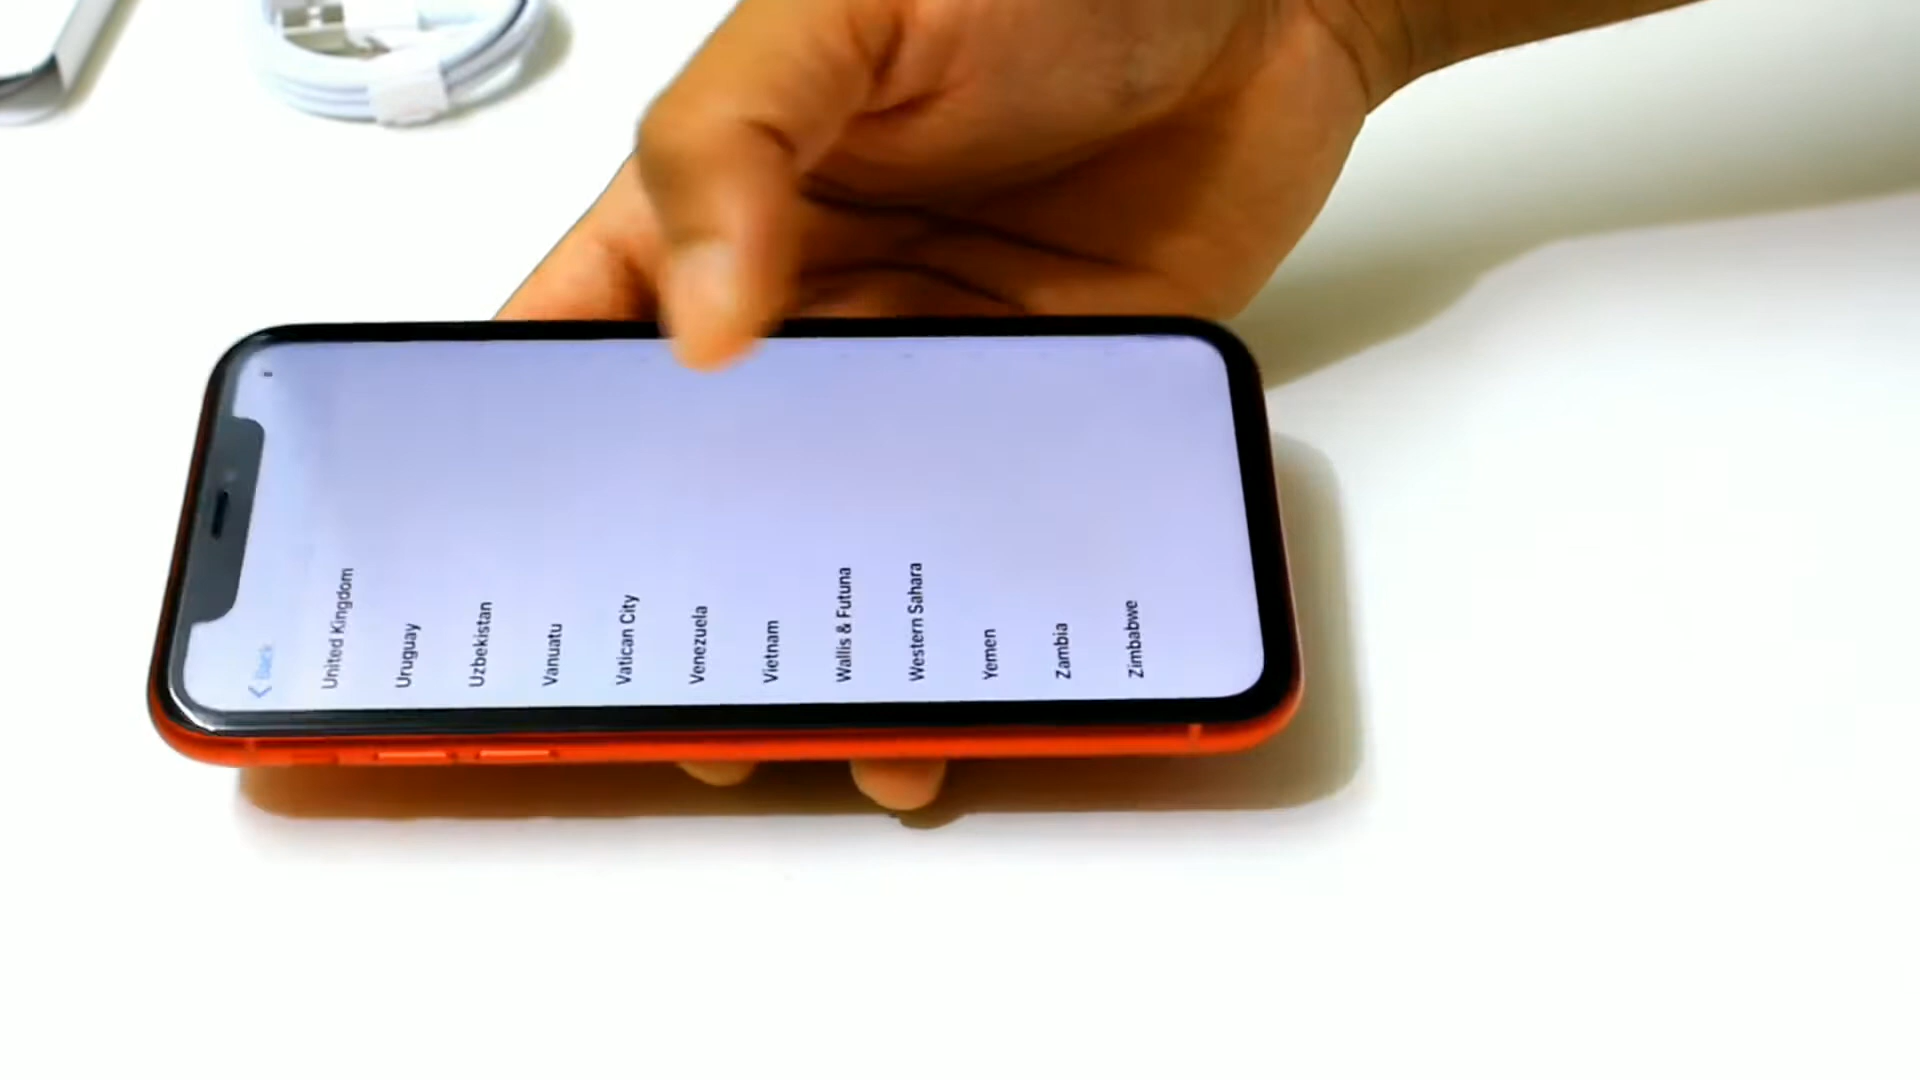 Back
United Kingdom
Uruguay
Uzbekistan
Vanuatu
Vatican City
Venezuela
Vietnam
Wallis & Futuna
Western Sahara
Yemen
Zambia
Zimbabwe